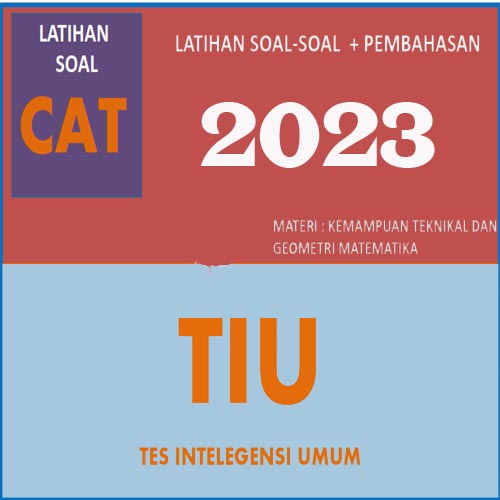 LATIHAN
SOAL
CAT
LATIHAN SOAL-SOAL + PEMBAHASAN
2023
MATERI : KEMAMPUAN TEKNIKAL DAN
GEOMETRI MATEMATIKA
TIU
TES INTELEGENSI UMUM